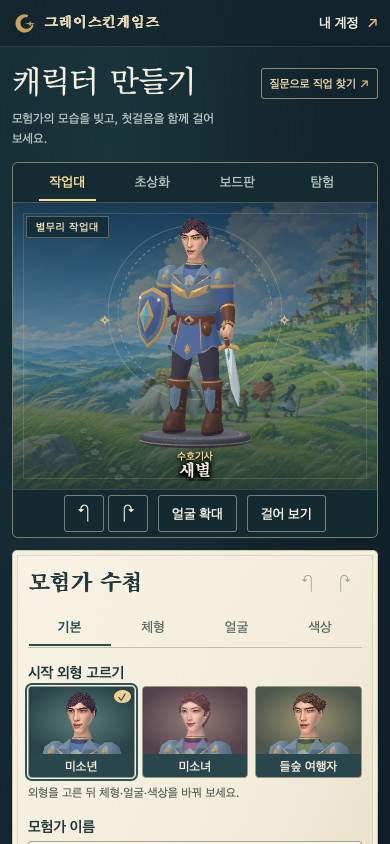 그레이스킨게임즈
내 계정 ↗
캐릭터 만들기
질문으로 직업 찾기 ↗
모험가의 모습을 빚고, 첫걸음을 함께 걸어
보세요.
작업대 초상화 보드판 탐험
별무리 작업대
수호기사
새별
얼굴 확대 걸어 보기
모험가 수첩
기본 체형 얼굴 색상
시작 외형 고르기
미소년 미소녀 들숲 여행자
외형을 고른 뒤 체형·얼굴·색상을 바꿔 보세요.
모험가 이름